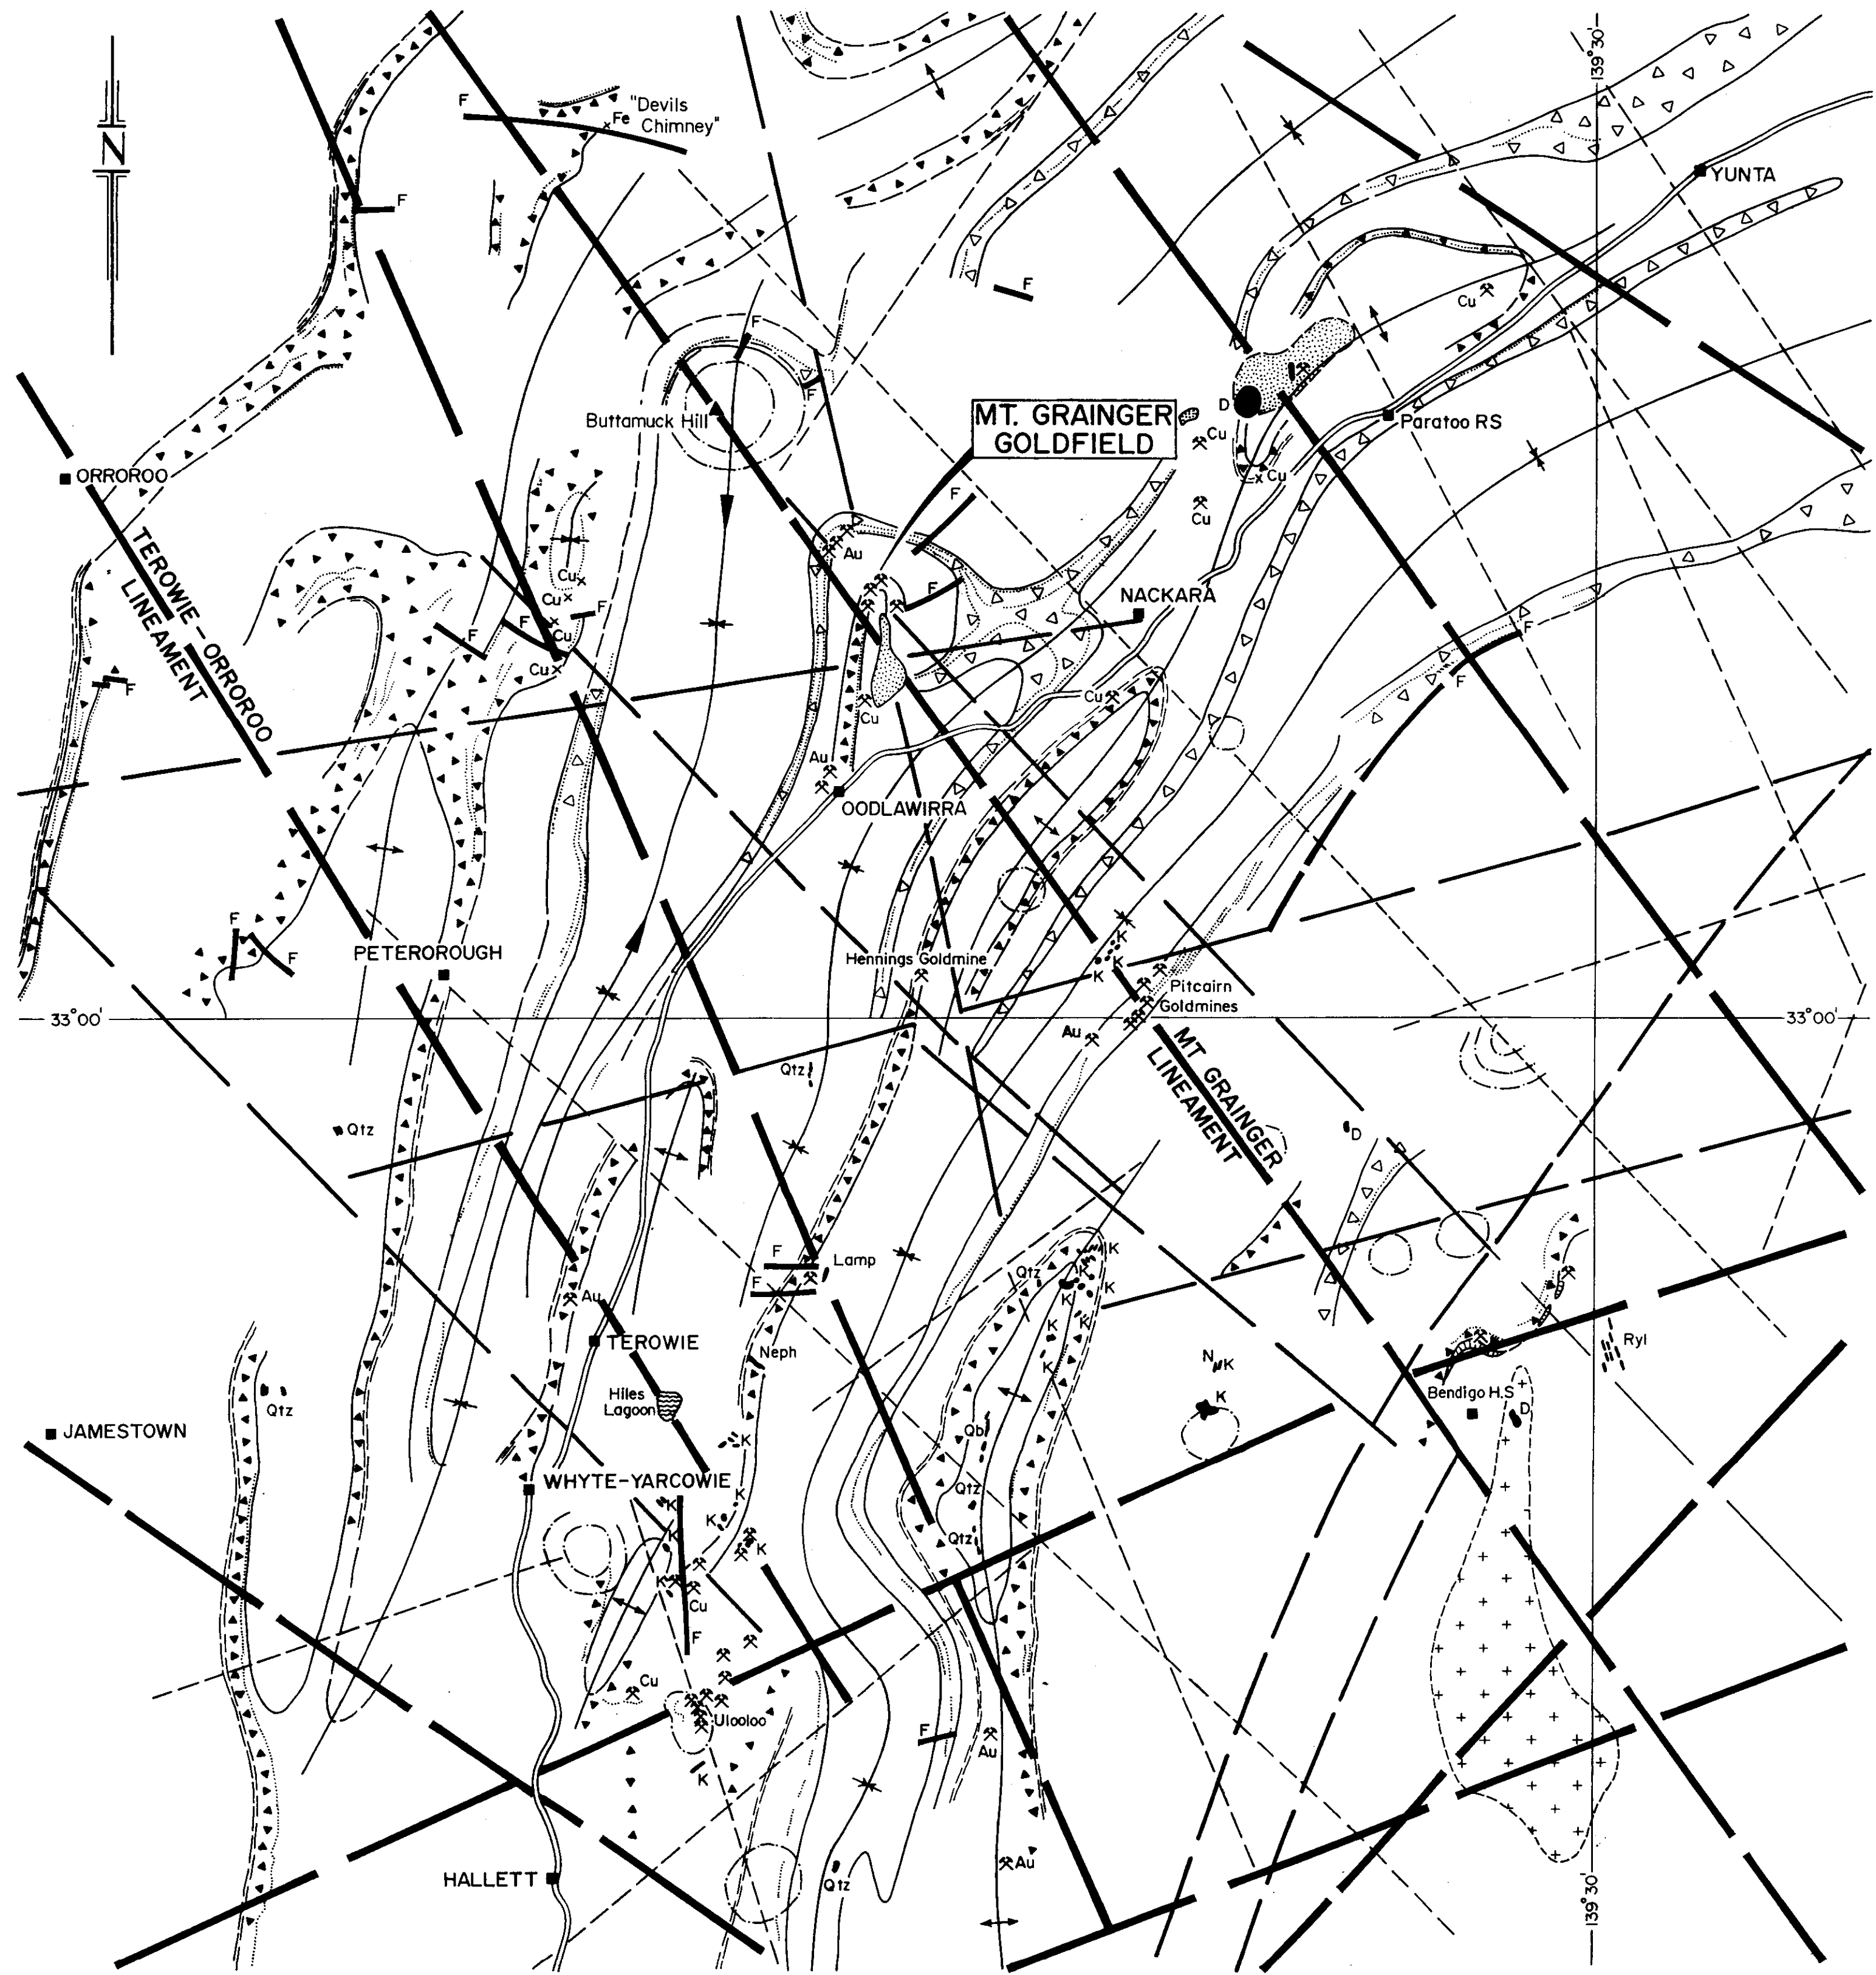 139°30'
F
"Devils
Chimney"
Fe
N
YUNTA
F
F
Cu
F
F
Buttamuck Hill
MT. GRAINGER
GOLDFIELD
D
Cu
Paratoo RS
ORROROO
Cu
F
Cu
Au
TEROWIE-ORROROO
LINEAMENT
Cu
Cu
F
F
F
Cu
Cu
F
NACKARA
F
F
F
Cu
Cu
Au
OODLAWIRRA
F
F
PETEROROUGH
Hennings Goldmine
K
K
K
Pitcairn
Goldmines
33°00'
33°00'
Au
MT GRAINGER
LINEAMENT
Qtz
Qtz
D
F
Lamp
F
Qtz
K
K
K
K
K
K
K
Au
TEROWIE
Neph
Ryl
N
K
Hiles
Lagoon
Bendigo H.S
K
D
Qtz
JAMESTOWN
Qbl
K
WHYTE-YARCOWIE
Qtz
K
K
K
K
Qtz
K
K
Cu
F
Cu
Ulooloo
F
Au
K
HALLETT
Qtz
Au
139°30'